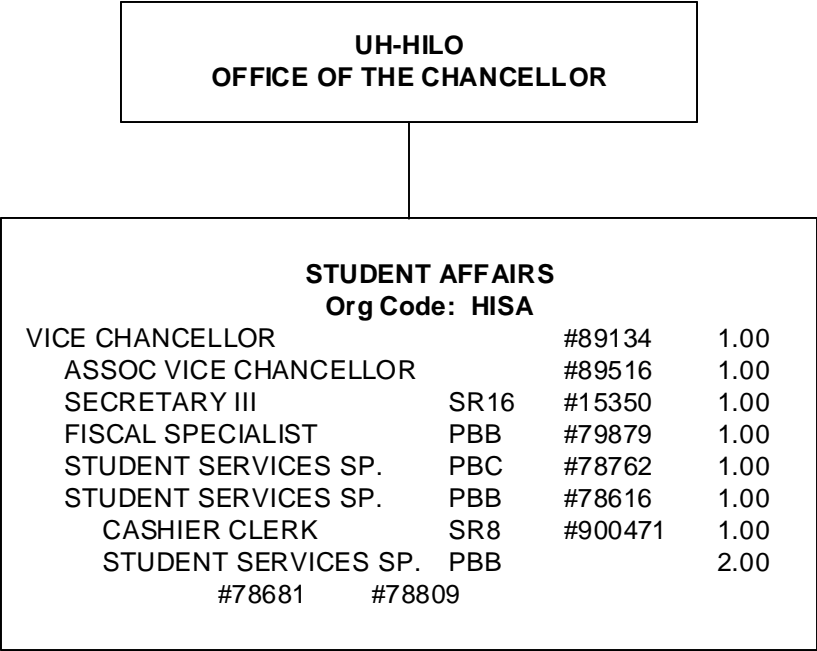 UH-HILO
OFFICE OF THE CHANCELLOR
STUDENT AFFAIRS
Org Code: HISA
VICE CHANCELLOR #89134 1.00
ASSOC VICE CHANCELLOR #89516 1.00
SECRETARY III SR16 #15350 1.00
FISCAL SPECIALIST PBB #79879 1.00
STUDENT SERVICES SP. PBC #78762 1.00
STUDENT SERVICES SP. PBB #78616 1.00
CASHIER CLERK SR8 #900471 1.00
STUDENT SERVICES SP. PBB 2.00
#78681 #78809